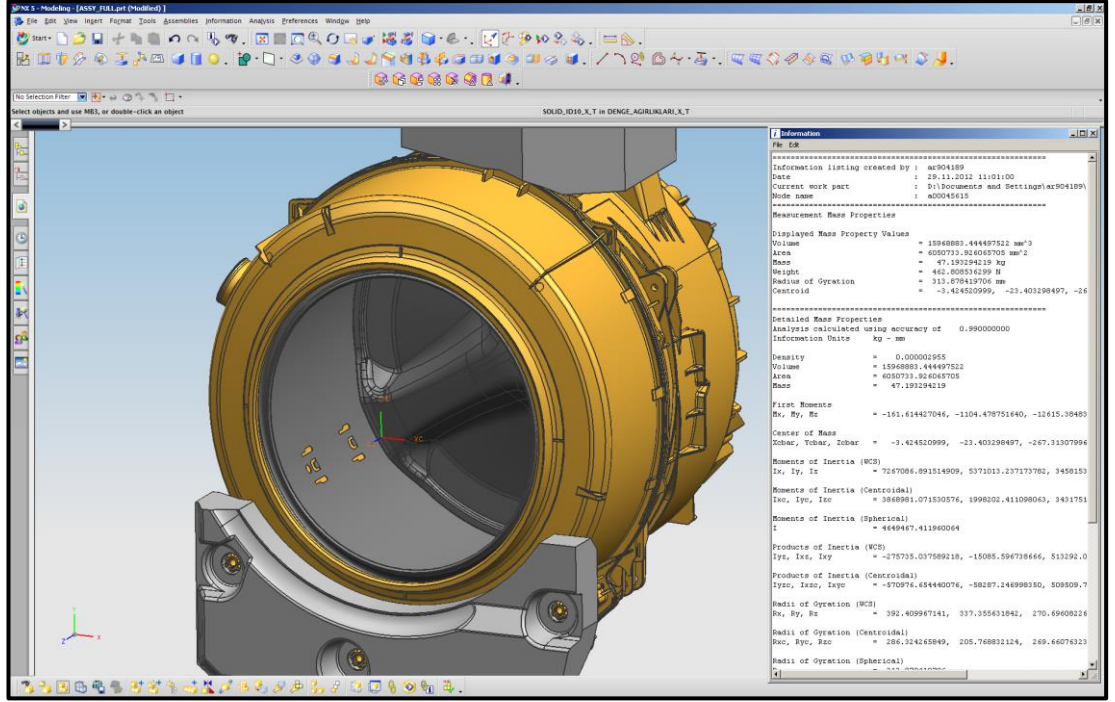 NX 5 - Modeling - [ASSY_FULL.prt (Modified) ]
File Edit View Insert Format Tools Assemblies Information Analysis Preferences Window Help
Start
No Selection Filter
Select objects and use MB3, or double-click an object SOLID_ID10_X_T in DENGE_AGIRLIKLARI_X_T
Information
File Edit
Information listing created by : ar904189
Date : 29.11.2012 11:01:00
Current work part : D:\Documents and Settings\ar904189\
Node name : a00045615
Measurement Mass Properties
Displayed Mass Property Values
Volume = 15968883.444497522 mm^3
Area = 6050733.926065705 mm^2
Mass = 47.193294219 kg
Weight = 462.808536299 N
Radius of Gyration = 313.878419706 mm
Centroid = -3.424520999, -23.403298497, -26
Detailed Mass Properties
Analysis calculated using accuracy of 0.990000000
Information Units kg - mm
Density = 0.000002955
Volume = 15968883.444497522
Area = 6050733.926065705
Mass = 47.193294219
First Moments
Mx, My, Mz = -161.614427046, -1104.478751640, -12615.38483
Center of Mass
Xcbar, Ycbar, Zcbar = -3.424520999, -23.403298497, -267.31307996
Moments of Inertia (WCS)
Ix, Iy, Iz = 7267086.891514909, 5371013.237173782, 3458153
Moments of Inertia (Centroidal)
Ixc, Iyc, Izc = 3868981.071530576, 1998202.411098063, 3431751
Moments of Inertia (Spherical)
I = 4649467.411960064
Products of Inertia (WCS)
Iyz, Ixz, Ixy = -275735.037589218, -15085.596738666, 513292.0
Products of Inertia (Centroidal)
Iyzc, Ixzc, Ixyc = -570976.654440076, -58287.246998350, 509509.7
Radii of Gyration (WCS)
Rx, Ry, Rz = 392.409967141, 337.355631842, 270.69608226
Radii of Gyration (Centroidal)
Rxc, Ryc, Rzc = 286.324265849, 205.768832124, 269.66076323
Radii of Gyration (Spherical)
XC
Y
Z X